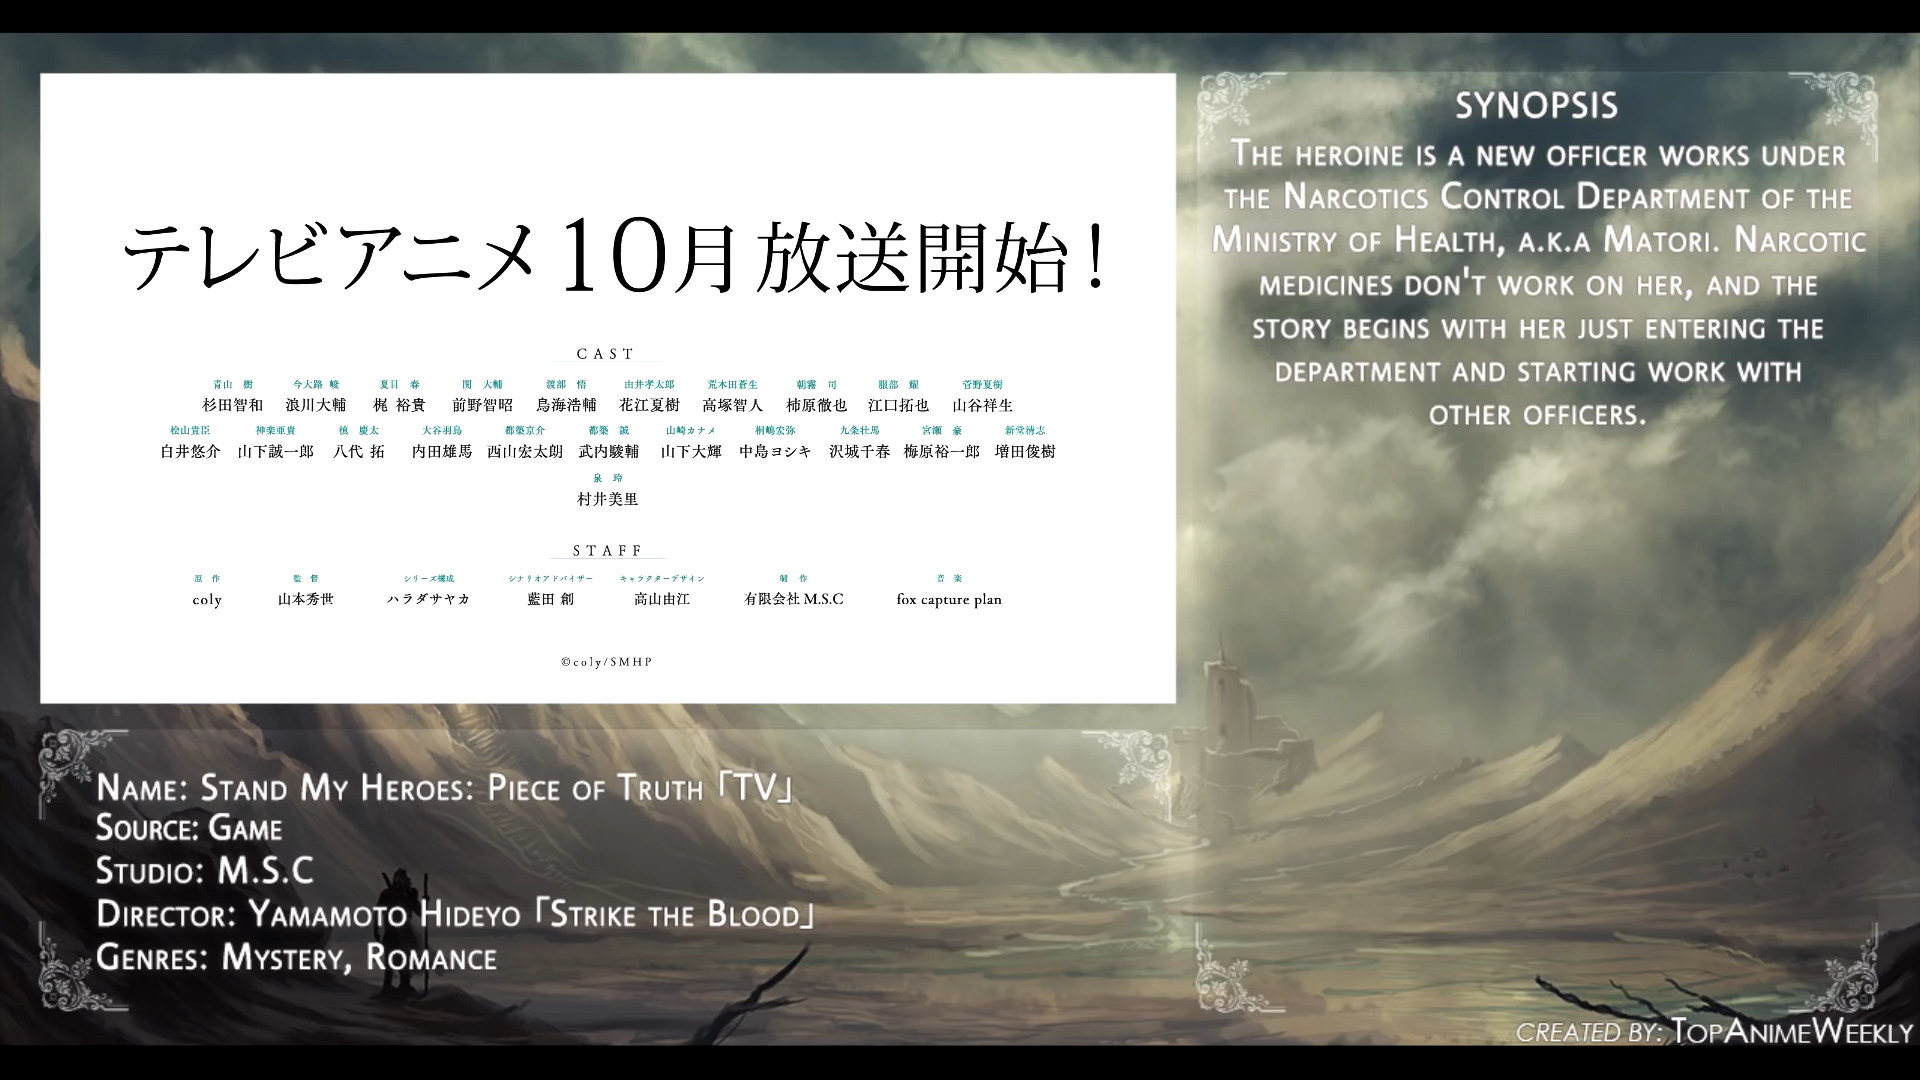 テレビアニメ10月放送開始!
CAST
青山 樹 今大路 峻 夏目 春 関 大輔 渡部 悟 由井孝太郎 荒木田蒼生 朝霧 司 服部 耀 菅野夏樹
杉田智和 浪川大輔 梶 裕貴 前野智昭 鳥海浩輔 花江夏樹 高塚智人 柿原徹也 江口拓也 山谷祥生
桧山貴臣 神楽亜貴 槙 慶太 大谷羽鳥 都築京介 都築 誠 山崎カナメ 桐嶋宏弥 九条壮馬 宮瀬 豪 新堂清志
白井悠介 山下誠一郎 八代 拓 内田雄馬 西山宏太朗 武内駿輔 山下大輝 中島ヨシキ 沢城千春 梅原裕一郎 増田俊樹
泉 玲
村井美里
STAFF
原 作 監 督 シリーズ構成 シナリオアドバイザー キャラクターデザイン 制 作 音 楽
coly 山本秀世 ハラダサヤカ 藍田 創 高山由江 有限会社 M.S.C fox capture plan
©coly/SMHP
SYNOPSIS
The heroine is a new officer works under
the Narcotics Control Department of the
Ministry of Health, a.k.a Matori. Narcotic
medicines don't work on her, and the
story begins with her just entering the
department and starting work with
other officers.
Name: Stand My Heroes: Piece of Truth「TV」
Source: Game
Studio: M.S.C
Director: Yamamoto Hideyo「Strike the Blood」
Genres: Mystery, Romance
CREATED BY: TopAnimeWeekly